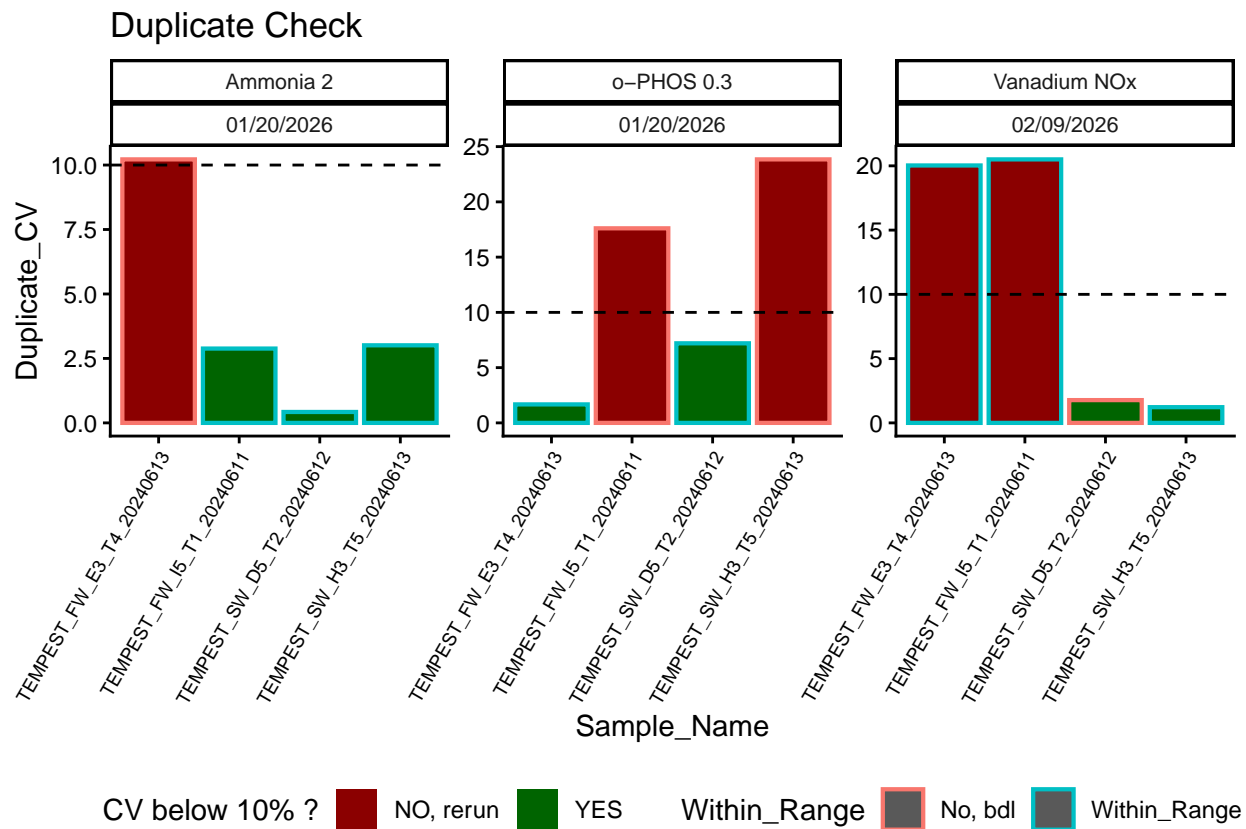 Duplicate Check
Ammonia 2
o−PHOS 0.3
Vanadium NOx
01/20/2026
01/20/2026
02/09/2026
Duplicate_CV
10.0
7.5
5.0
2.5
0.0
25
20
15
10
5
0
20
15
10
5
0
TEMPEST_FW_E3_T4_20240613
TEMPEST_FW_I5_T1_20240611
TEMPEST_SW_D5_T2_20240612
TEMPEST_SW_H3_T5_20240613
TEMPEST_FW_E3_T4_20240613
TEMPEST_FW_I5_T1_20240611
TEMPEST_SW_D5_T2_20240612
TEMPEST_SW_H3_T5_20240613
TEMPEST_FW_E3_T4_20240613
TEMPEST_FW_I5_T1_20240611
TEMPEST_SW_D5_T2_20240612
TEMPEST_SW_H3_T5_20240613
Sample_Name
CV below 10% ? NO, rerun YES Within_Range No, bdl Within_Range